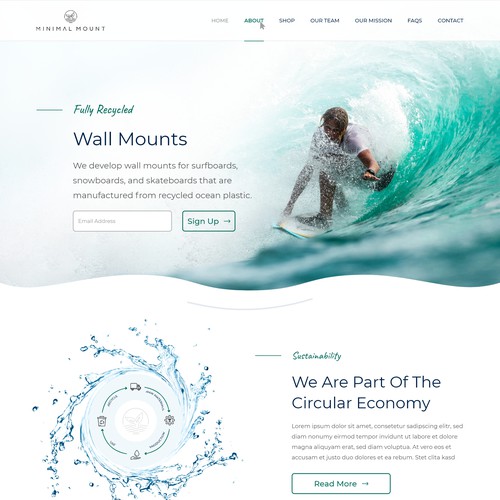 MINIMAL MOUNT
HOME ABOUT SHOP OUR TEAM OUR MISSION FAQS CONTACT
Fully Recycled
Wall Mounts
We develop wall mounts for surfboards,
snowboards, and skateboards that are
manufactured from recycled ocean plastic.
Email Address
Sign Up →
Sustainability
We Are Part Of The
Circular Economy
Lorem ipsum dolor sit amet, consetetur sadipscing elitr, sed
diam nonumy eirmod tempor invidunt ut labore et dolore
magna aliquyam erat, sed diam voluptua. At vero eos et
accusam et justo duo dolores et ea rebum. Stet clita kasd
Read More →